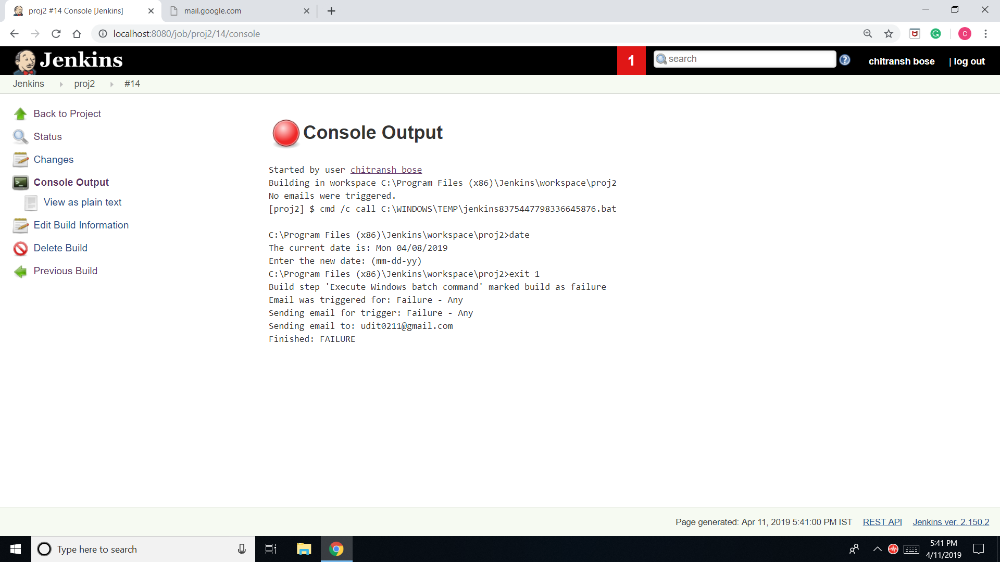 proj2 #14 Console [Jenkins]
mail.google.com
localhost:8080/job/proj2/14/console
C
Jenkins
1
search
chitransh bose
| log out
Jenkins
proj2
#14
Back to Project
Status
Changes
Console Output
View as plain text
Edit Build Information
Delete Build
Previous Build
Console Output
Started by user chitransh bose
Building in workspace C:\Program Files (x86)\Jenkins\workspace\proj2
No emails were triggered.
[proj2] $ cmd /c call C:\WINDOWS\TEMP\jenkins8375447798336645876.bat
C:\Program Files (x86)\Jenkins\workspace\proj2>date
The current date is: Mon 04/08/2019
Enter the new date: (mm-dd-yy)
C:\Program Files (x86)\Jenkins\workspace\proj2>exit 1
Build step 'Execute Windows batch command' marked build as failure
Email was triggered for: Failure - Any
Sending email for trigger: Failure - Any
Sending email to: udit0211@gmail.com
Finished: FAILURE
Page generated: Apr 11, 2019 5:41:00 PM IST
REST API
Jenkins ver. 2.150.2
Type here to search
5:41 PM
4/11/2019